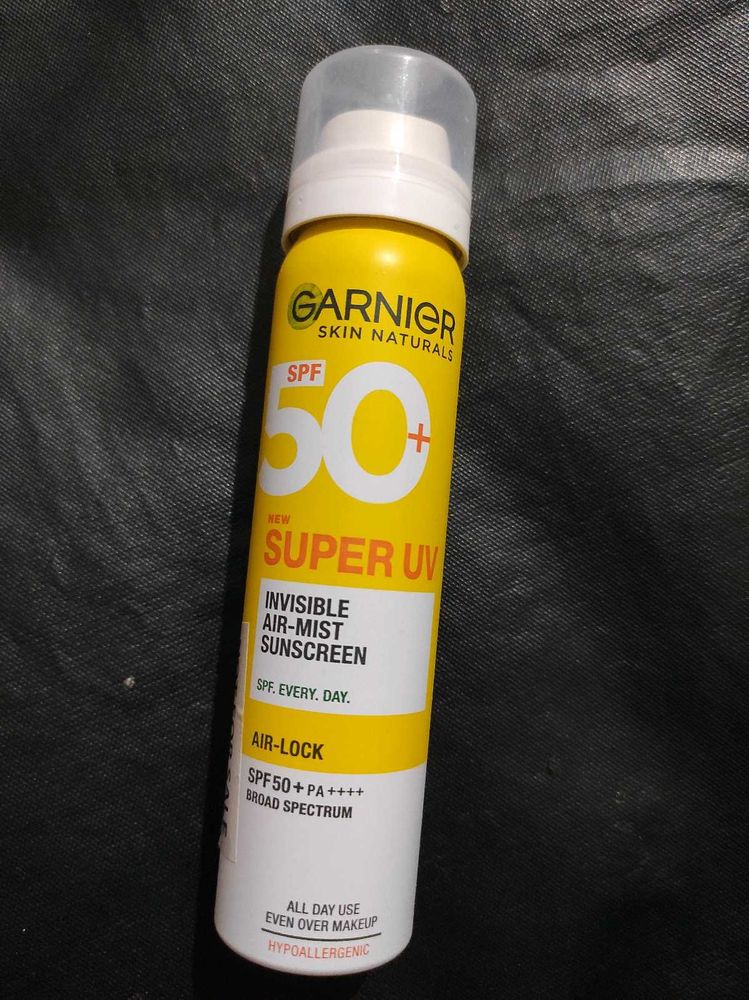 GARNIER
SKIN NATURALS
SPF
50+
NEW
SUPER UV
INVISIBLE
AIR-MIST
SUNSCREEN
SPF. EVERY. DAY.
AIR-LOCK
SPF50+ PA++++
BROAD SPECTRUM
ALL DAY USE
EVEN OVER MAKEUP
HYPOALLERGENIC
SALE